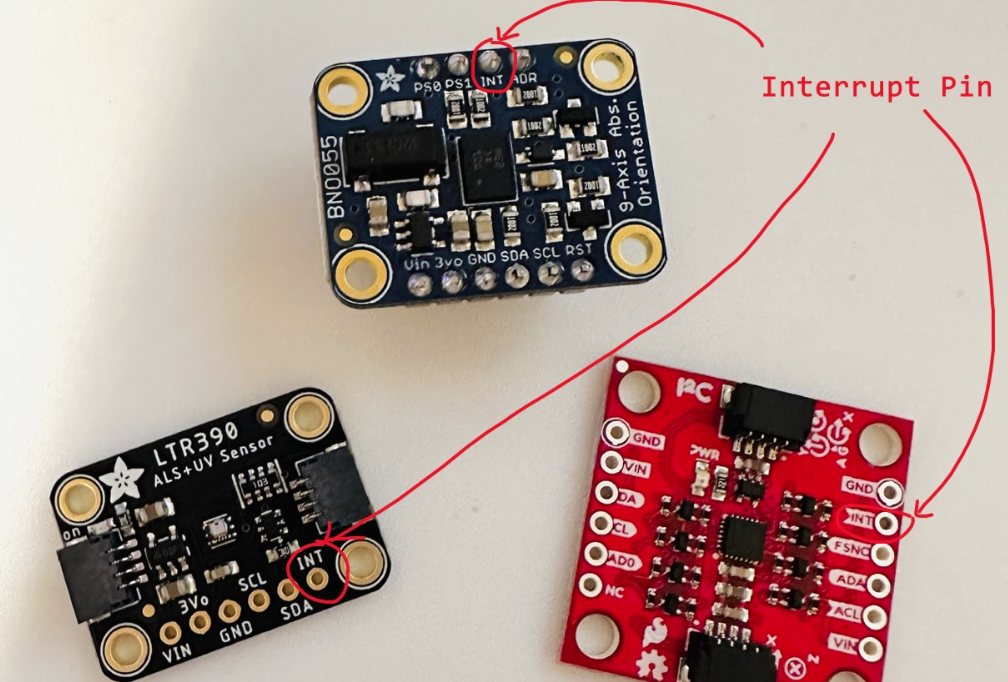 Interrupt Pin
PS0 PS1 INT ADR
BNO055
9-Axis Abs.
Orientation
Vin 3vo GND SDA SCL RST
LTR390
ALS+UV Sensor
on
103
INT
SDA
SCL
GND
3Vo
VIN
I²C
PWR
GND
VIN
DA
CL
AD0
NC
GND
INT
FSNC
ADA
ACL
VIN
A G X
X
N